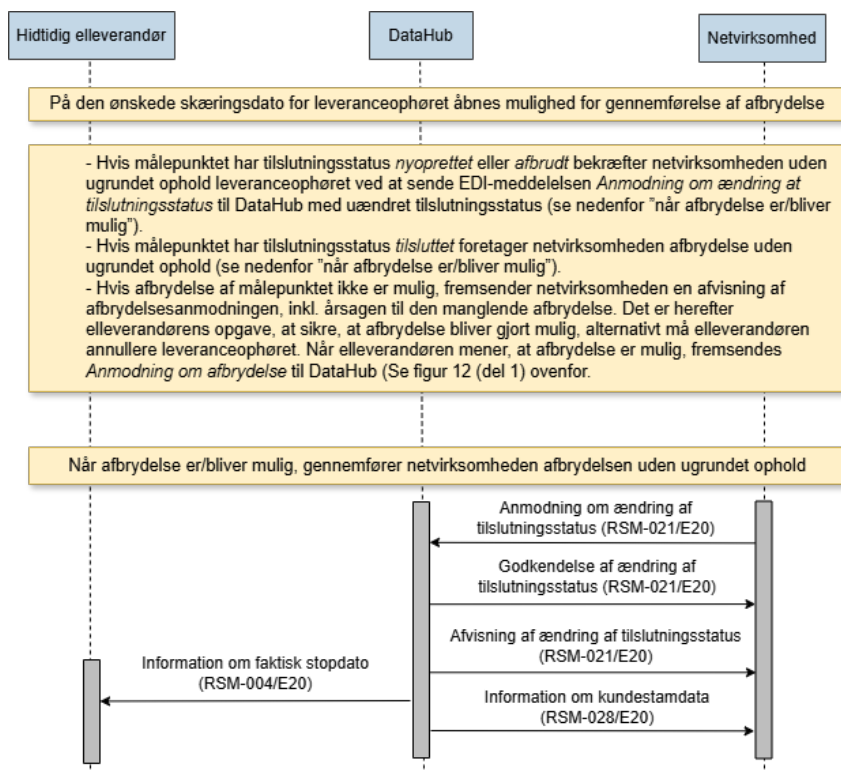 Hidtidig elleverandør
DataHub
Netvirksomhed
På den ønskede skæringsdato for leveranceophøret åbnes mulighed for gennemførelse af afbrydelse
- Hvis målepunktet har tilslutningsstatus nyoprettet eller afbrudt bekræfter netvirksomheden uden
ugrundet ophold leveranceophøret ved at sende EDI-meddelelsen Anmodning om ændring at
tilslutningsstatus til DataHub med uændret tilslutningsstatus (se nedenfor "når afbrydelse er/bliver
mulig").
- Hvis målepunktet har tilslutningsstatus tilsluttet foretager netvirksomheden afbrydelse uden
ugrundet ophold (se nedenfor "når afbrydelse er/bliver mulig").
- Hvis afbrydelse af målepunktet ikke er mulig, fremsender netvirksomheden en afvisning af
afbrydelsesanmodningen, inkl. årsagen til den manglende afbrydelse. Det er herefter
elleverandørens opgave, at sikre, at afbrydelse bliver gjort mulig, alternativt må elleverandøren
annullere leveranceophøret. Når elleverandøren mener, at afbrydelse er mulig, fremsendes
Anmodning om afbrydelse til DataHub (Se figur 12 (del 1) ovenfor.
Når afbrydelse er/bliver mulig, gennemfører netvirksomheden afbrydelsen uden ugrundet ophold
Anmodning om ændring af
tilslutningsstatus (RSM-021/E20)
Godkendelse af ændring af
tilslutningsstatus (RSM-021/E20)
Afvisning af ændring af tilslutningsstatus
(RSM-021/E20)
Information om faktisk stopdato
(RSM-004/E20)
Information om kundestamdata
(RSM-028/E20)